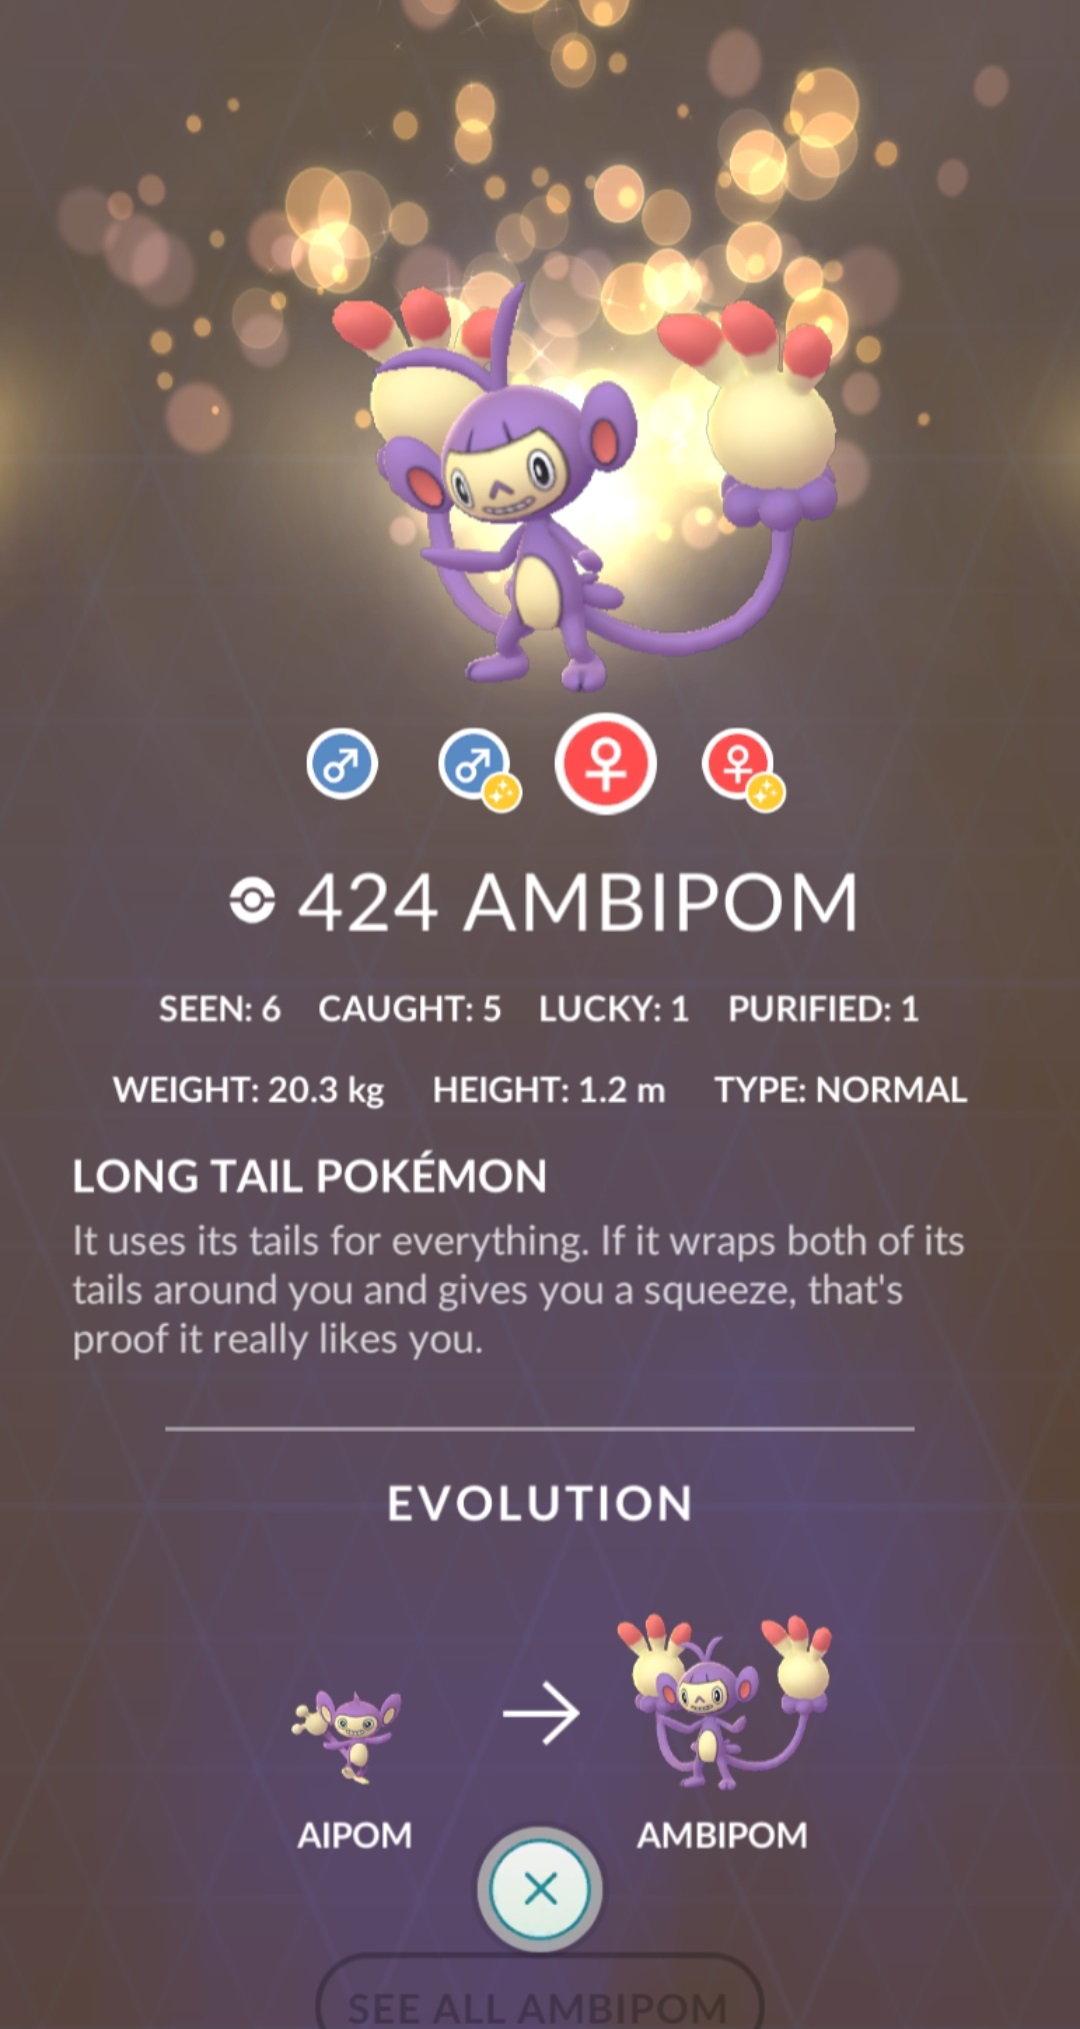 424 AMBIPOM
SEEN: 6 CAUGHT: 5 LUCKY: 1 PURIFIED: 1
WEIGHT: 20.3 kg HEIGHT: 1.2 m TYPE: NORMAL
LONG TAIL POKÉMON
It uses its tails for everything. If it wraps both of its
tails around you and gives you a squeeze, that's
proof it really likes you.
EVOLUTION
AIPOM AMBIPOM
SEE ALL AMBIPOM